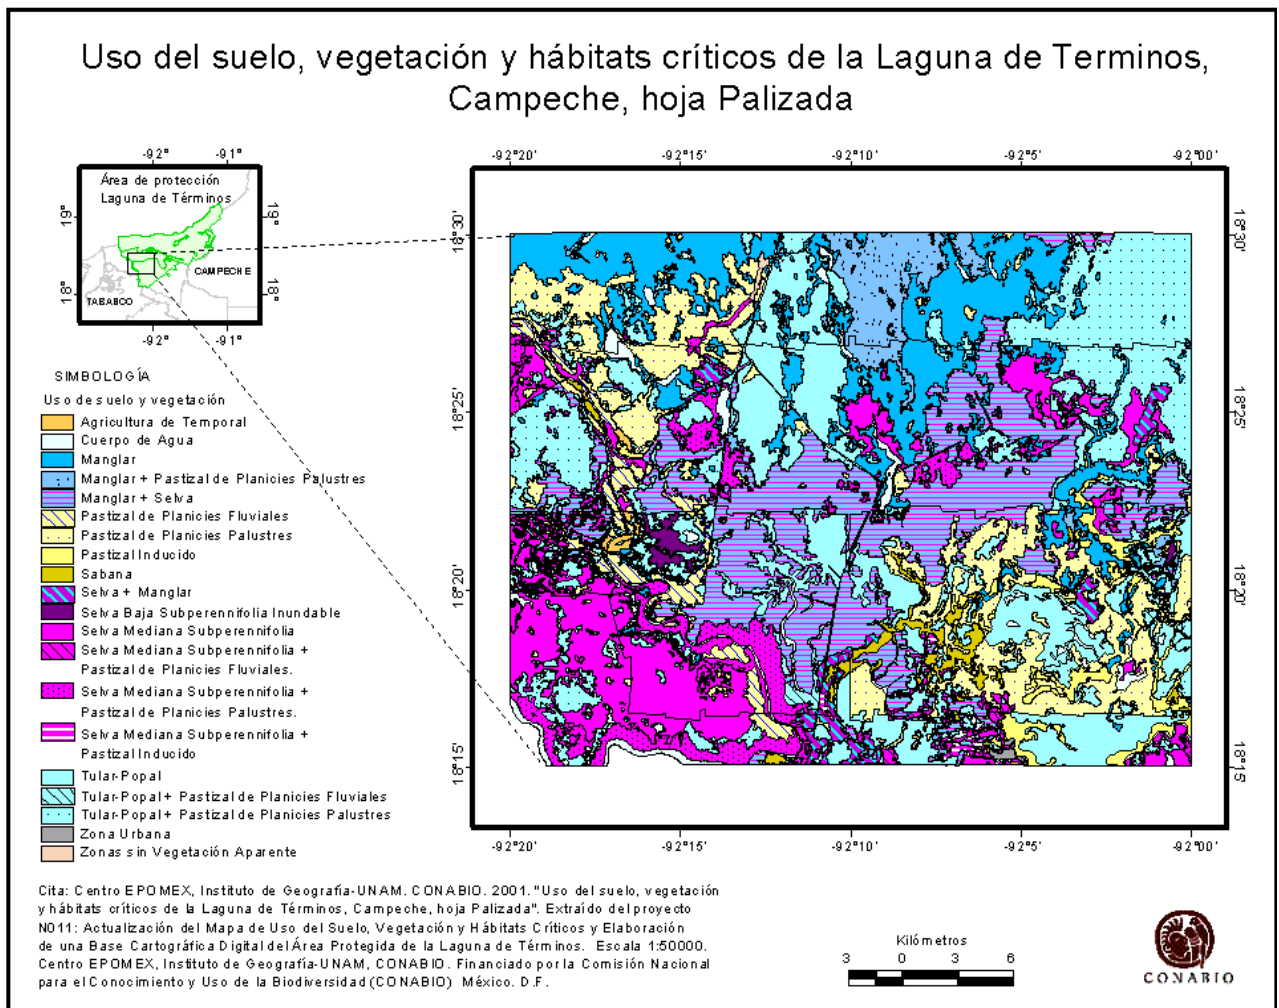 Uso del suelo, vegetación y hábitats críticos de la Laguna de Terminos,
Campeche, hoja Palizada
-92° -91°
Área de protección
Laguna de Términos
19° 19°
CAMPECHE
18° 18°
TABASCO
-92° -91°
SIMBOLOGÍA
Uso de suelo y vegetación
Agricultura de Temporal
Cuerpo de Agua
Manglar
Manglar + Pastizal de Planicies Palustres
Manglar + Selva
Pastizal de Planicies Fluviales
Pastizal de Planicies Palustres
Pastizal Inducido
Sabana
Selva + Manglar
Selva Baja Subperennifolia Inundable
Selva Mediana Subperennifolia
Selva Mediana Subperennifolia +
Pastizal de Planicies Fluviales.
Selva Mediana Subperennifolia +
Pastizal de Planicies Palustres.
Selva Mediana Subperennifolia +
Pastizal Inducido
Tular-Popal
Tular-Popal + Pastizal de Planicies Fluviales
Tular-Popal + Pastizal de Planicies Palustres
Zona Urbana
Zonas sin Vegetación Aparente
-92°20' -92°15' -92°10' -92°5' -92°00'
18°30' 18°30'
18°25' 18°25'
18°20' 18°20'
18°15' 18°15'
-92°20' -92°15' -92°10' -92°5' -92°00'
Cita: Centro EPOMEX, Instituto de Geografía-UNAM. CONABIO. 2001. "Uso del suelo, vegetación
y hábitats críticos de la Laguna de Términos, Campeche, hoja Palizada". Extraído del proyecto
N011: Actualización del Mapa de Uso del Suelo, Vegetación y Hábitats Críticos y Elaboración
de una Base Cartográfica Digital del Área Protegida de la Laguna de Términos. Escala 1:50000.
Centro EPOMEX, Instituto de Geografía-UNAM, CONABIO. Financiado por la Comisión Nacional
para el Conocimiento y Uso de la Biodiversidad (CONABIO) México. D.F.
Kilómetros
3 0 3 6
CONABIO